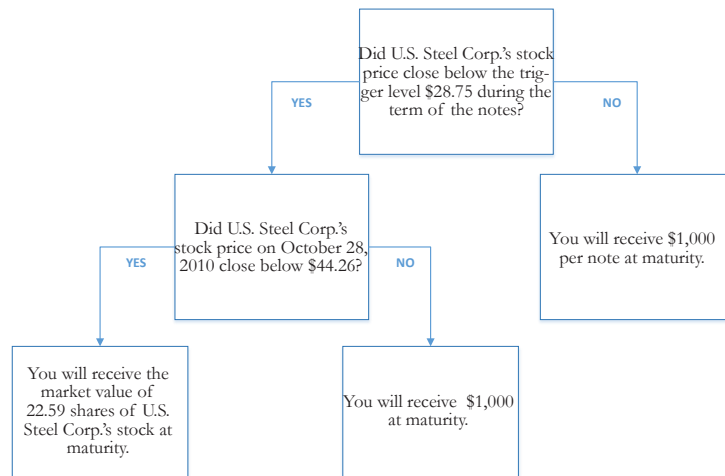 Did U.S. Steel Corp.'s stock
price close below the trig-
ger level $28.75 during the
term of the notes?
YES
NO
Did U.S. Steel Corp.'s
stock price on October 28,
2010 close below $44.26?
You will receive $1,000
per note at maturity.
YES
NO
You will receive the
market value of
22.59 shares of U.S.
Steel Corp.'s stock at
maturity.
You will receive  $1,000
at maturity.